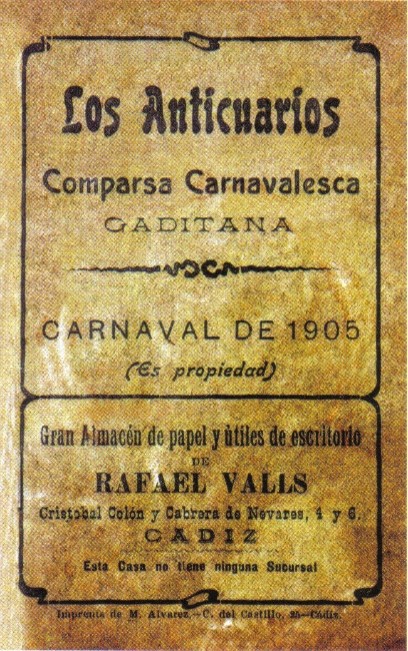 Los Anticuarios
Comparsa Carnavalesca
GADITANA
CARNAVAL DE 1905
(Es propiedad)
Gran Almacén de papel y útiles de escritorio
DE
RAFAEL VALLS
Cristobal Colón y Cabrera de Nevares, 4 y 6.
CADIZ
Esta Casa no tiene ninguna Sucursal
Imprenta de M. Alvarez.—C. del Castillo, 25—Cádiz.